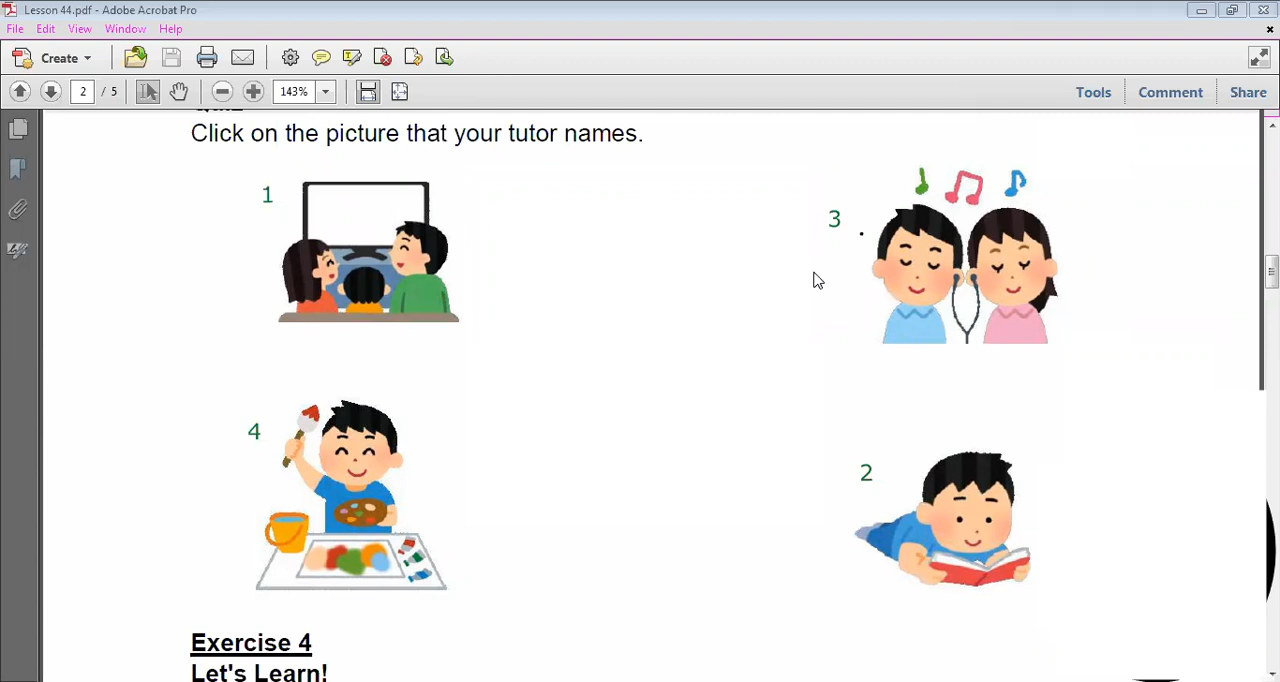 Lesson 44.pdf - Adobe Acrobat Pro
File Edit View Window Help
Create
2 / 5 143% Tools Comment Share
Click on the picture that your tutor names.
1
3
4
2
Exercise 4
Let's Learn!